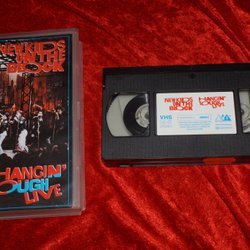 NEW KIDS
ON THE
BLOCK
HANGIN'
TOUGH
LIVE
NEW KIDS
ON THE
BLOCK
HANGIN'
TOUGH
LIVE
VHS